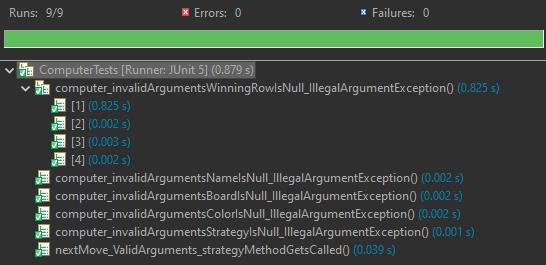 Runs: 9/9 Errors: 0 Failures: 0
ComputerTests [Runner: JUnit 5] (0.879 s)
computer_invalidArgumentsWinningRowIsNull_IllegalArgumentException() (0.825 s)
[1] (0.825 s)
[2] (0.002 s)
[3] (0.003 s)
[4] (0.002 s)
computer_invalidArgumentsNameIsNull_IllegalArgumentException() (0.002 s)
computer_invalidArgumentsBoardIsNull_IllegalArgumentException() (0.002 s)
computer_invalidArgumentsColorIsNull_IllegalArgumentException() (0.002 s)
computer_invalidArgumentsStrategyIsNull_IllegalArgumentException() (0.001 s)
nextMove_ValidArguments_strategyMethodGetsCalled() (0.039 s)